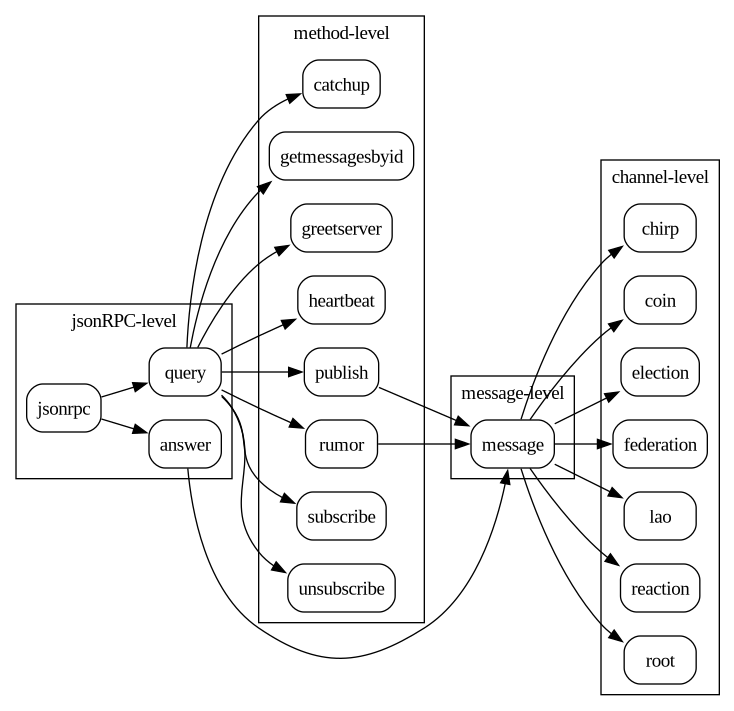 jsonRPC-level
jsonrpc
query
answer
method-level
catchup
getmessagesbyid
greetserver
heartbeat
publish
rumor
subscribe
unsubscribe
message-level
message
channel-level
chirp
coin
election
federation
lao
reaction
root